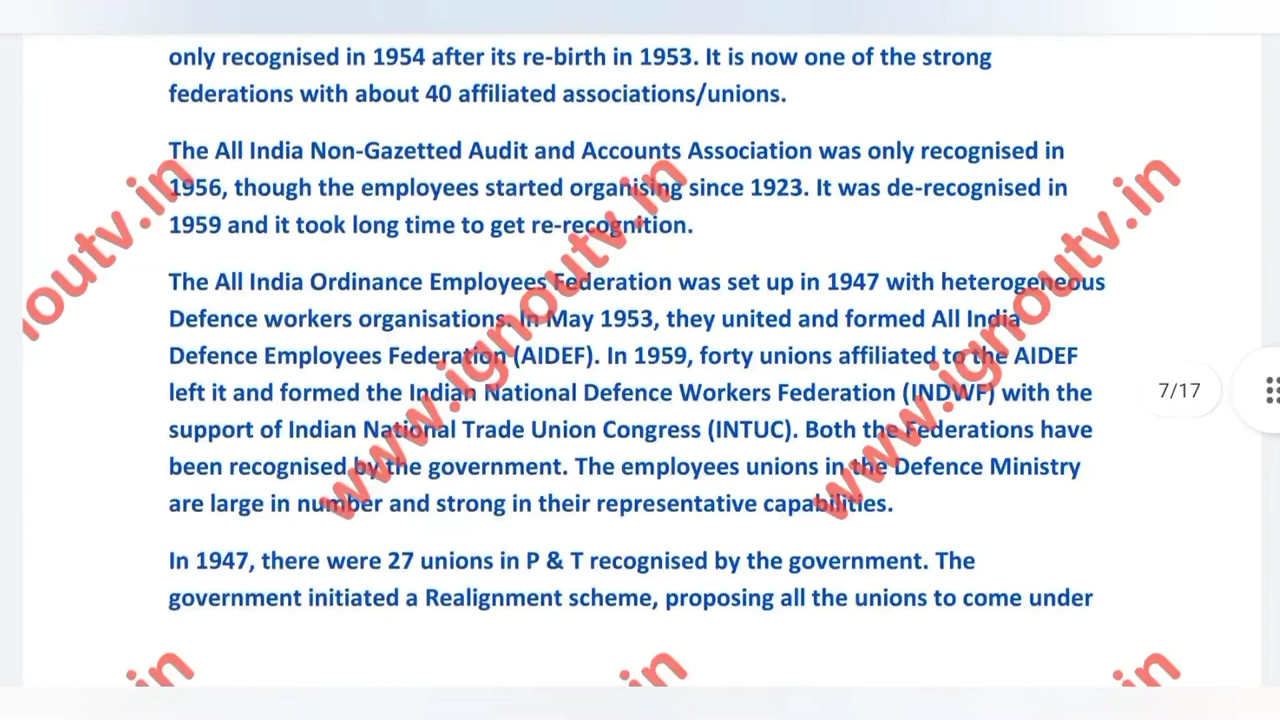 only recognised in 1954 after its re-birth in 1953. It is now one of the strong
federations with about 40 affiliated associations/unions.
The All India Non-Gazetted Audit and Accounts Association was only recognised in
1956, though the employees started organising since 1923. It was de-recognised in
1959 and it took long time to get re-recognition.
The All India Ordinance Employees Federation was set up in 1947 with heterogeneous
Defence workers organisations. In May 1953, they united and formed All India
Defence Employees Federation (AIDEF). In 1959, forty unions affiliated to the AIDEF
left it and formed the Indian National Defence Workers Federation (INDWF) with the
support of Indian National Trade Union Congress (INTUC). Both the Federations have
been recognised by the government. The employees unions in the Defence Ministry
are large in number and strong in their representative capabilities.
In 1947, there were 27 unions in P & T recognised by the government. The
government initiated a Realignment scheme, proposing all the unions to come under
7/17
noutv.in
www.ignoutv.in
www.ignoutv.in
in
in
in